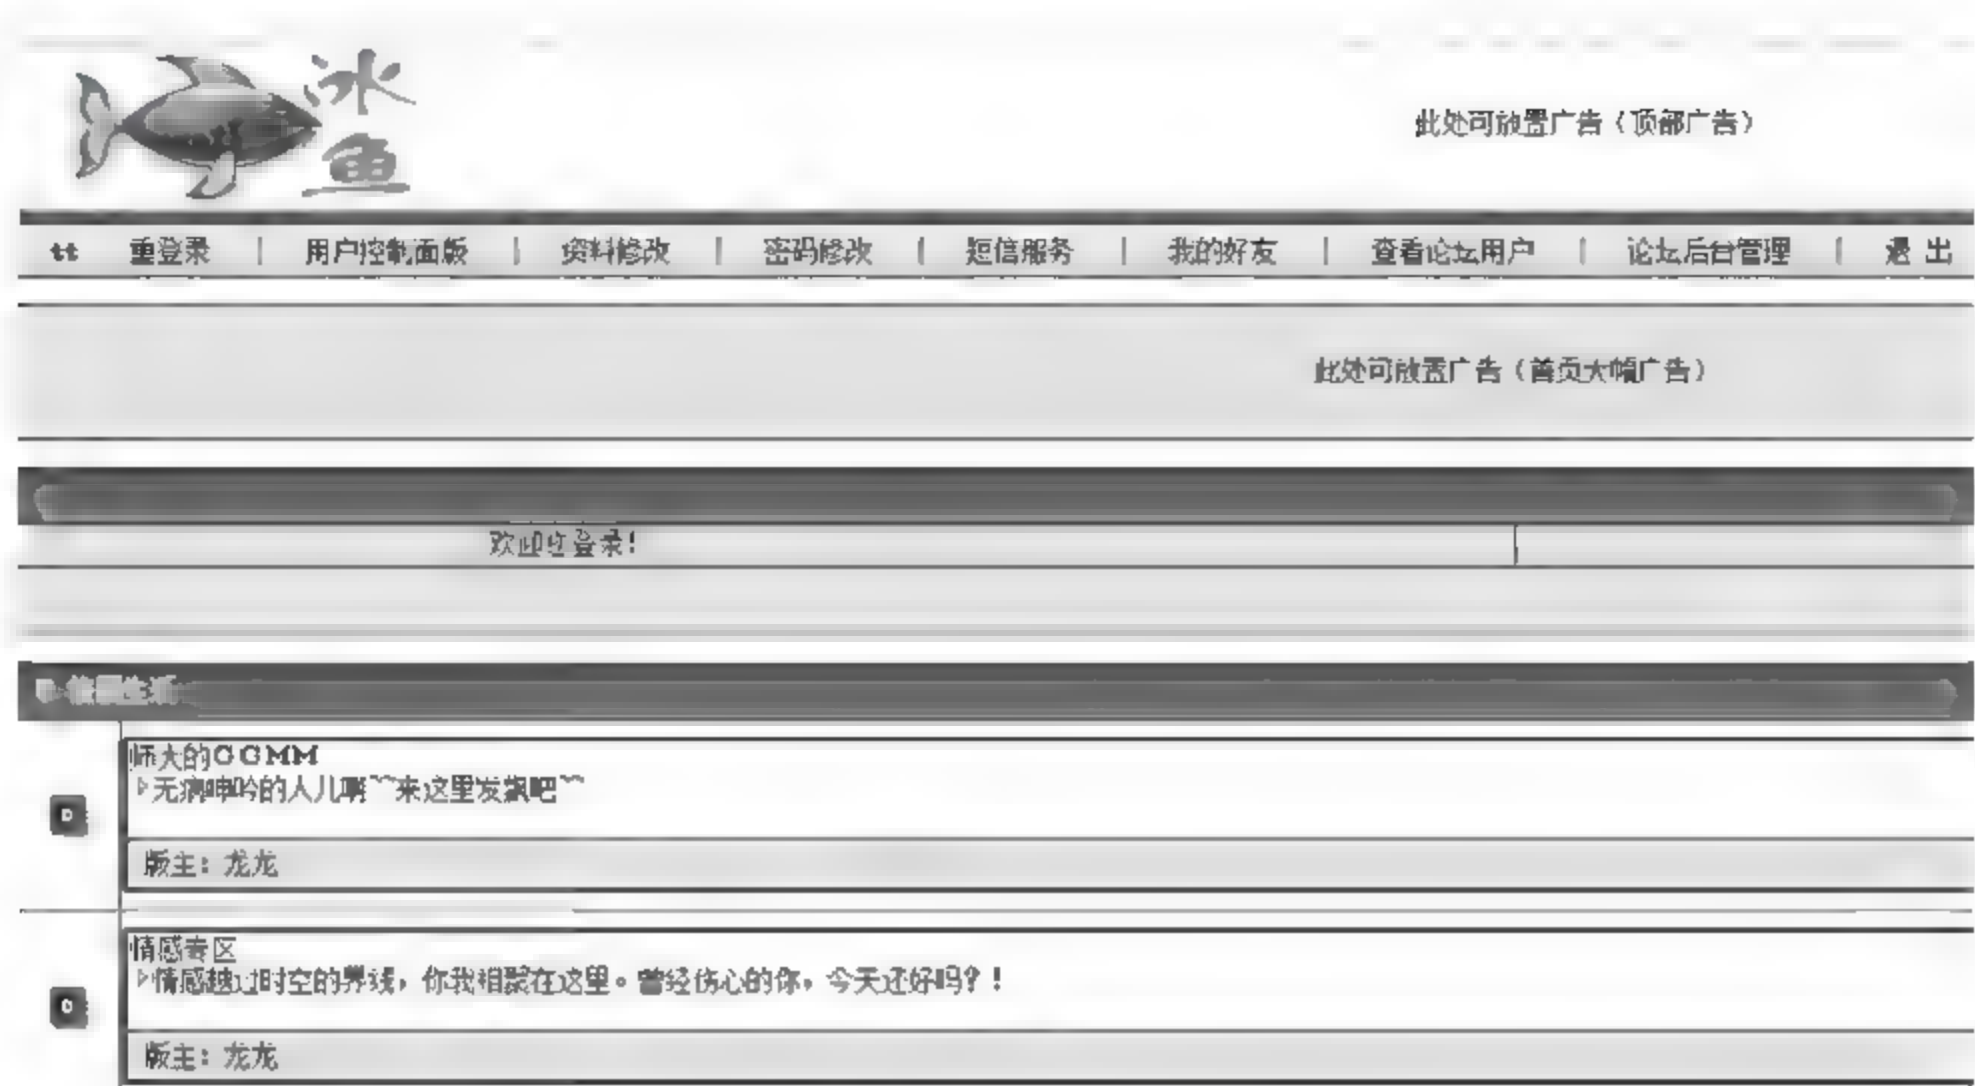 冰鱼
此处可放置广告（顶部广告）
tt 重登录 | 用户控制面版 | 资料修改 | 密码修改 | 短信服务 | 我的好友 | 查看论坛用户 | 论坛后台管理 | 退 出
此处可放置广告（首页大幅广告）
欢迎您登录!
师大的GGMM
无病呻吟的人儿啊~~来这里发飙吧~~
版主：龙龙
情感专区
情感越过时空的界线，你我相聚在这里。曾经伤心的你，今天还好吗？！
版主：龙龙